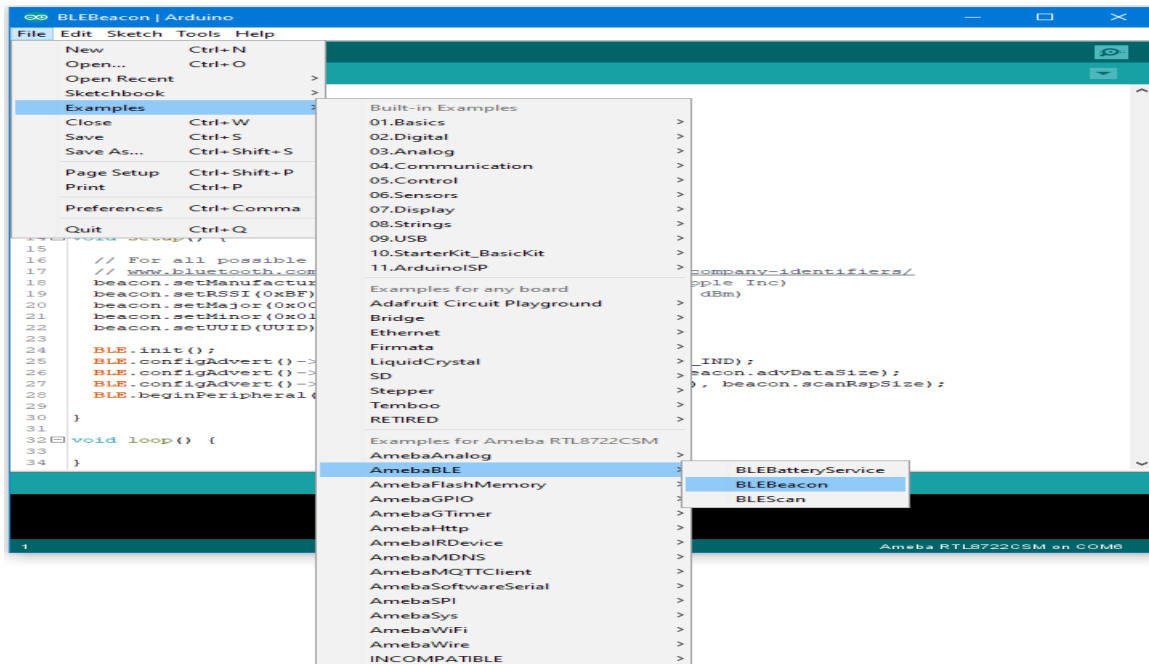 BLEBeacon | Arduino
File Edit Sketch Tools Help
New Ctrl+N
Open... Ctrl+O
Open Recent >
Sketchbook >
Examples >
Close Ctrl+W
Save Ctrl+S
Save As... Ctrl+Shift+S
Page Setup Ctrl+Shift+P
Print Ctrl+P
Preferences Ctrl+Comma
Quit Ctrl+Q
Built-in Examples
01.Basics >
02.Digital >
03.Analog >
04.Communication >
05.Control >
06.Sensors >
07.Display >
08.Strings >
09.USB >
10.StarterKit_BasicKit >
11.ArduinoISP >
Examples for any board
Adafruit Circuit Playground >
Bridge >
Ethernet >
Firmata >
LiquidCrystal >
SD >
Stepper >
Temboo >
RETIRED >
Examples for Ameba RTL8722CSM
AmebaAnalog >
AmebaBLE >
AmebaFlashMemory >
AmebaGPIO >
AmebaGTimer >
AmebaHttp >
AmebaIRDevice >
AmebaMDNS >
AmebaMQTTClient >
AmebaSoftwareSerial >
AmebaSPI >
AmebaSys >
AmebaWiFi >
AmebaWire >
INCOMPATIBLE >
BLEBatteryService
BLEBeacon
BLEScan
14 void setup() {
15
16 // For all possible
17 // www.bluetooth.com company-identifiers/
18 beacon.setManufactur pple Inc)
19 beacon.setRSSI(0xBF) dBm)
20 beacon.setMajor(0x00
21 beacon.setMinor(0x01
22 beacon.setUUID(UUID)
23
24 BLE.init();
25 BLE.configAdvert()-> _IND);
26 BLE.configAdvert()-> eacon.advDataSize);
27 BLE.configAdvert()-> ), beacon.scanRspSize);
28 BLE.beginPeripheral(
29
30 }
31
32 void loop() {
33
34 }
1 Ameba RTL8722CSM on COM6